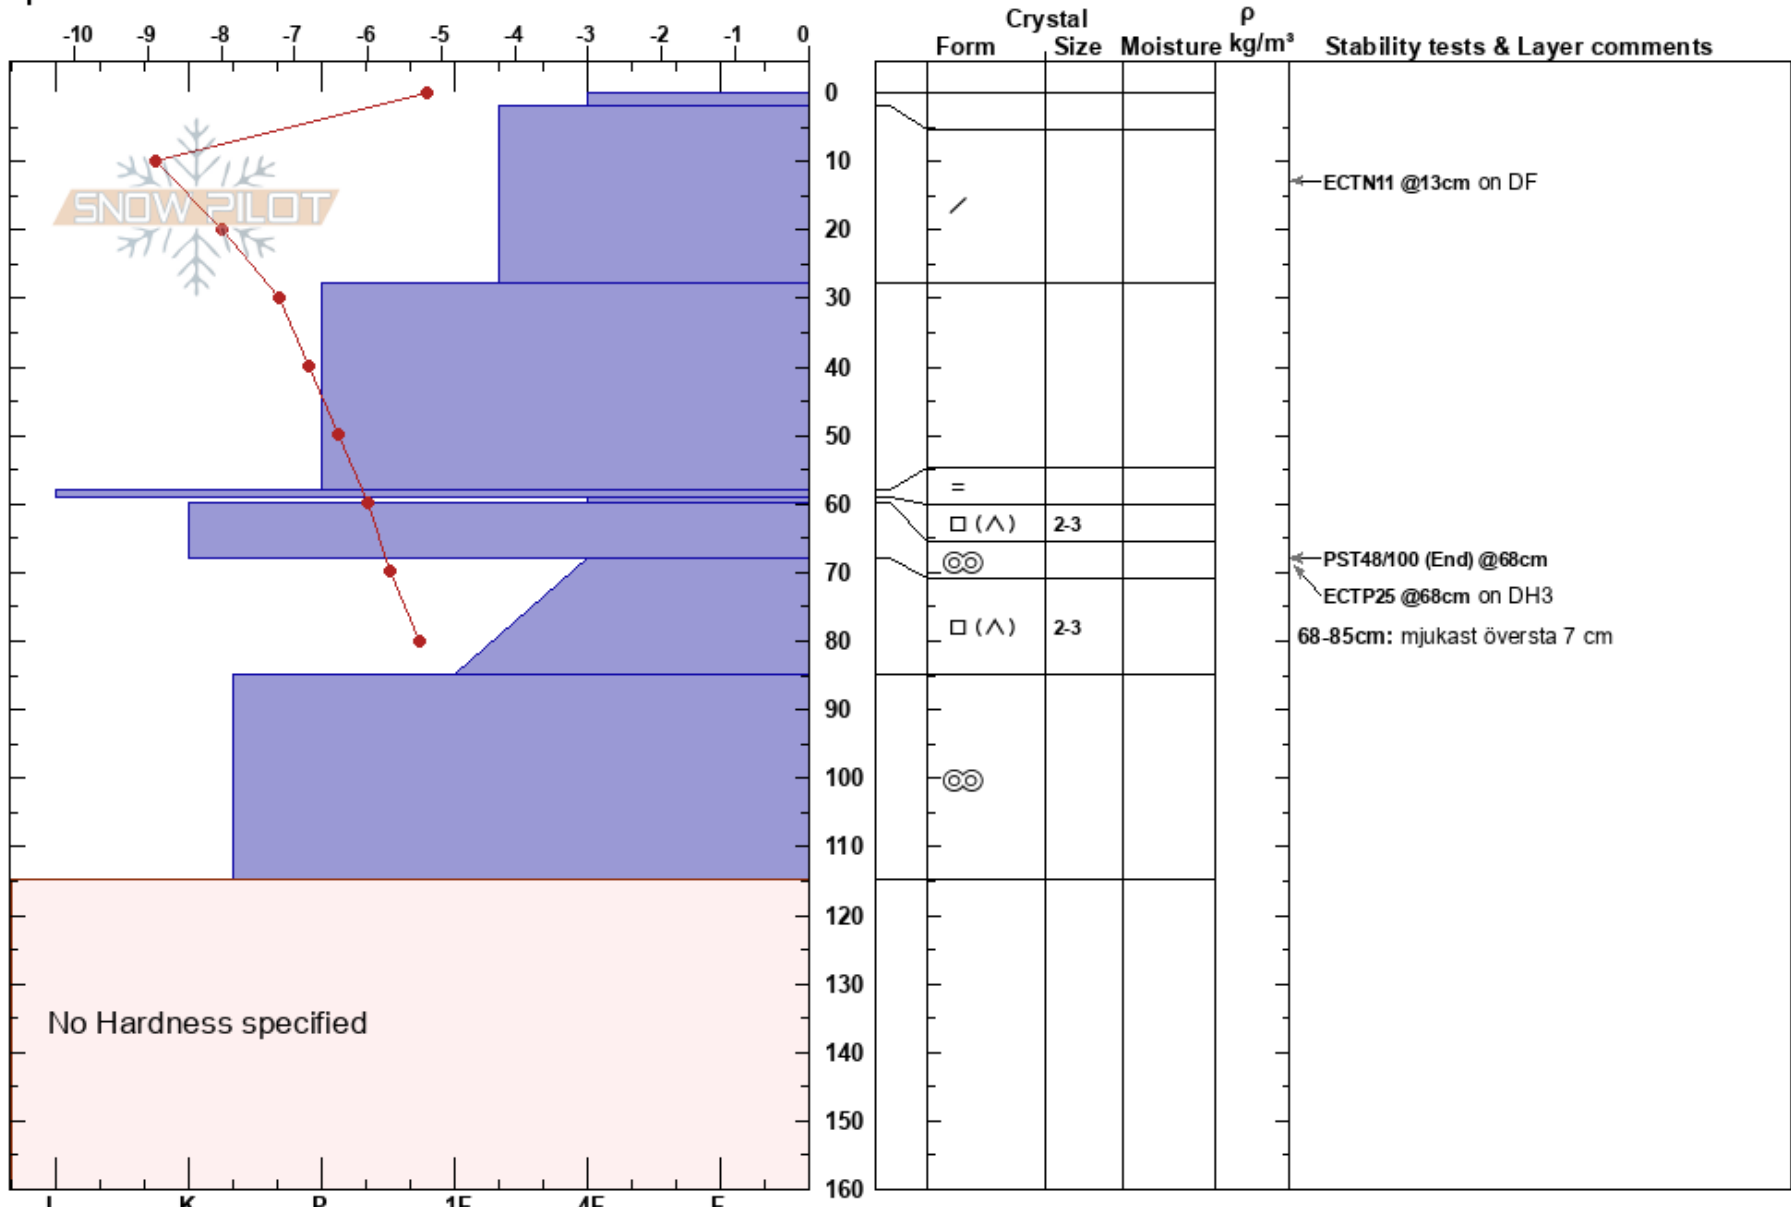 Crystal ρ
Form Size Moisture kg/m³ Stability tests & Layer comments
-10 -9 -8 -7 -6 -5 -4 -3 -2 -1 0
0
10
ECTN11 @13cm on DF
SNOW PILOT
20
30
40
50
=
60
2-3
PST48/100 (End) @68cm
70
ECTP25 @68cm on DH3
2-3
68-85cm: mjukast översta 7 cm
80
90
100
110
120
130
No Hardness specified
140
150
160
I K P 1F 4F F